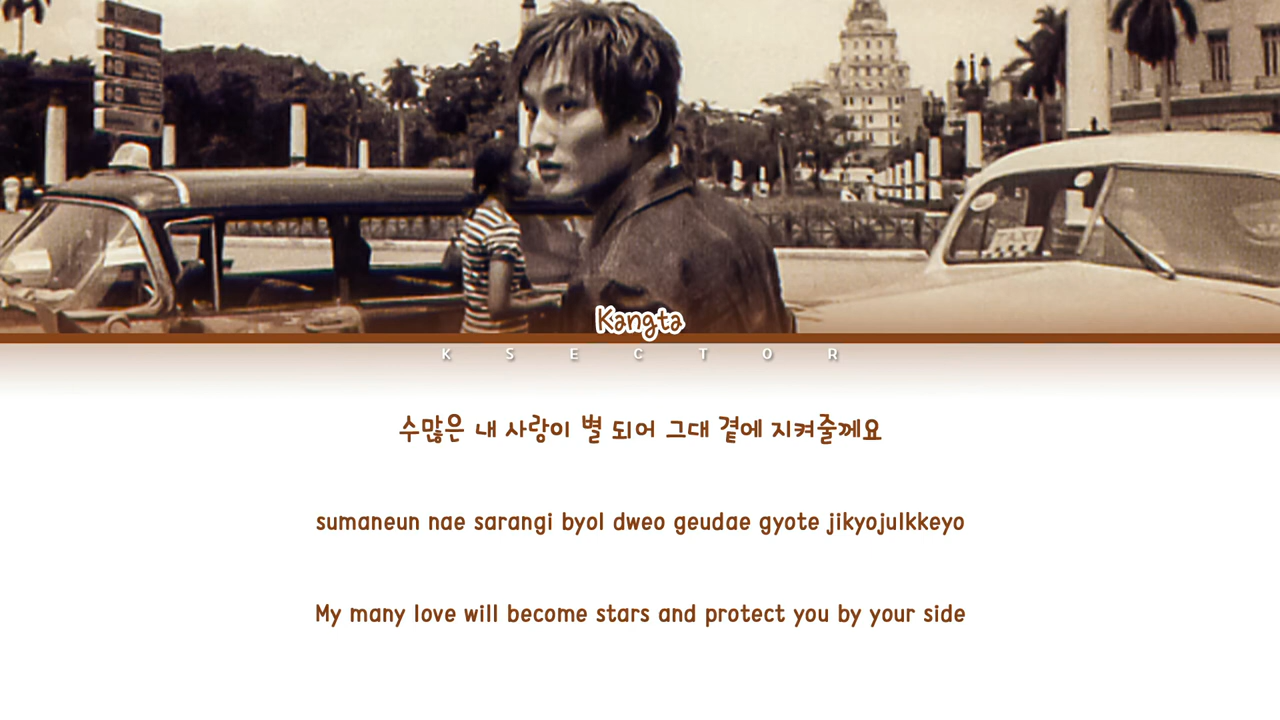 Kangta
K S E C T O R
수많은 내 사랑이 별 되어 그대 곁에 지켜줄께요
sumaneun nae sarangi byol dweo geudae gyote jikyojulkkeyo
My many love will become stars and protect you by your side